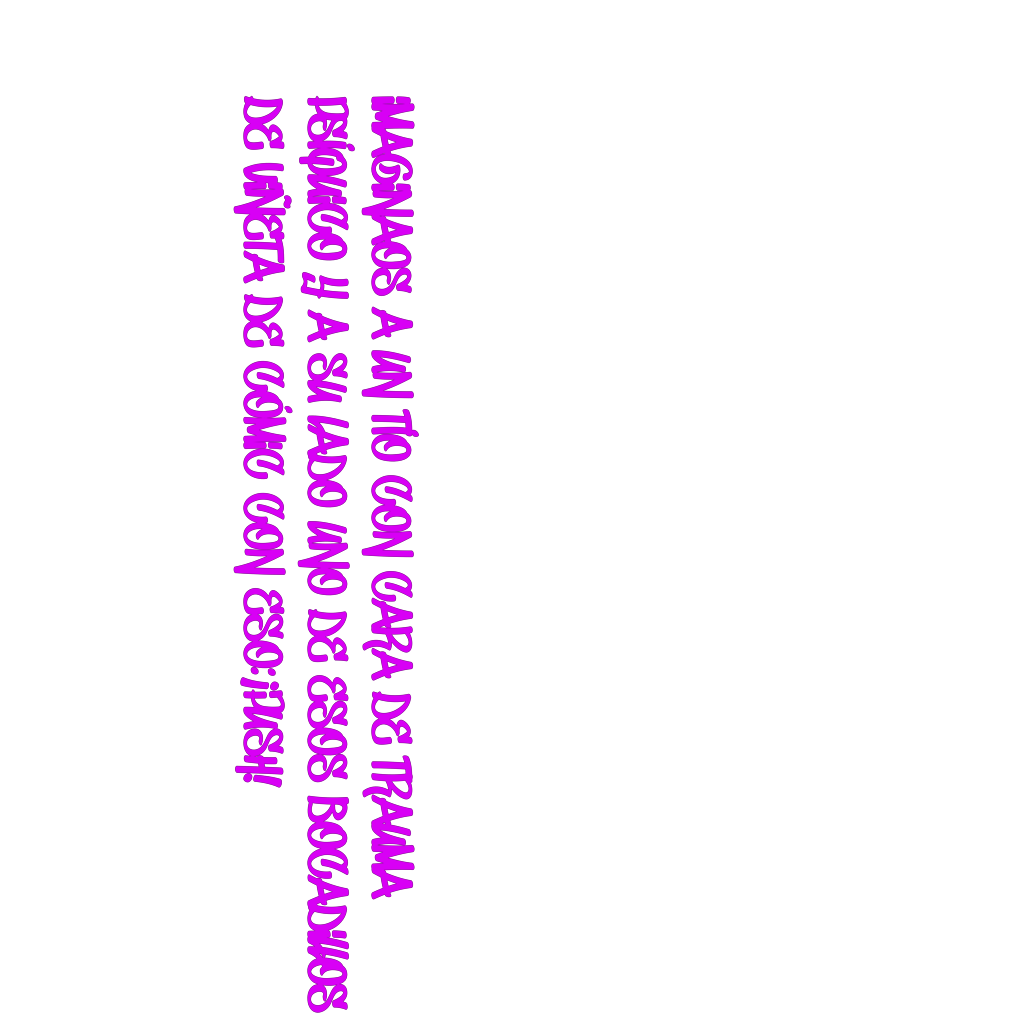 IMAGINAOS A UN TÍO CON CARA DE TRAUMA
PSÍQUICO Y A SU LADO UNO DE ESOS BOCADILLOS
DE VIÑETA DE CÓMIC CON ESO:¡PUSH!